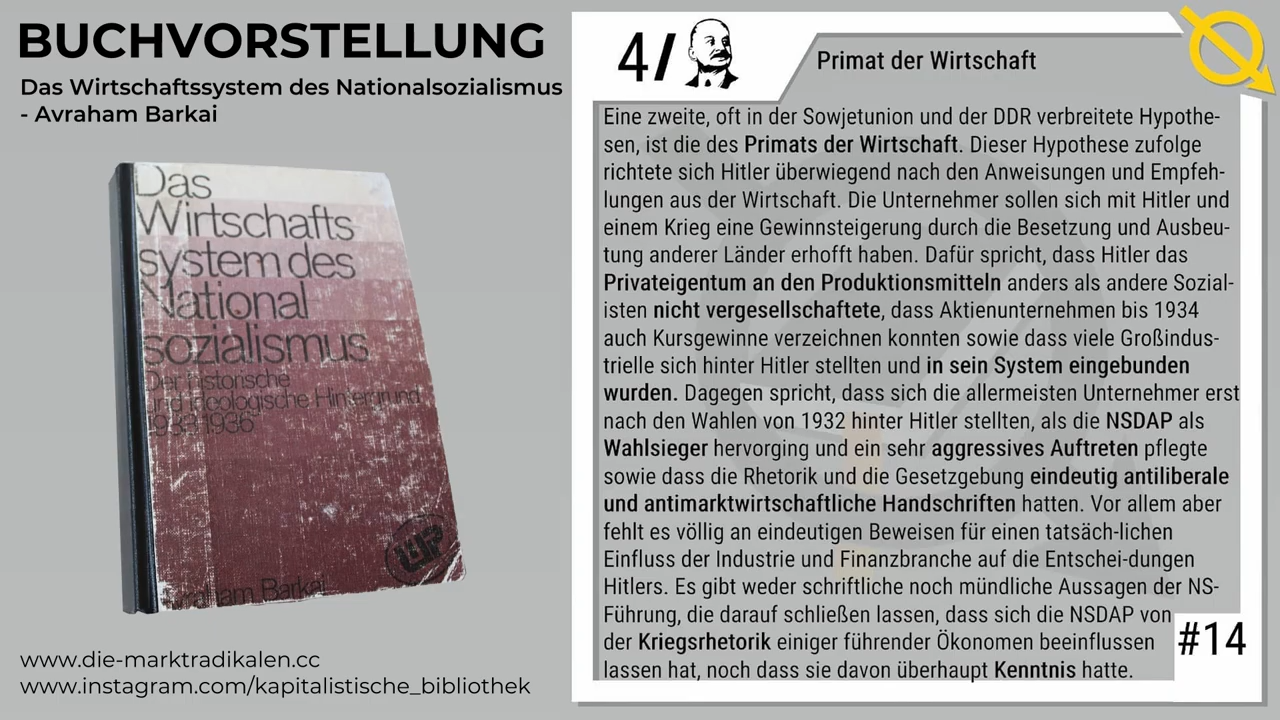 BUCHVORSTELLUNG
Das Wirtschaftssystem des Nationalsozialismus
- Avraham Barkai
Das
Wirtschafts
system des
National
sozialismus
Der historische
und ideologische Hintergrund
1933-1936
Avraham Barkai
www.die-marktradikalen.cc
www.instagram.com/kapitalistische_bibliothek
4/
Primat der Wirtschaft
Eine zweite, oft in der Sowjetunion und der DDR verbreitete Hypothe-
sen, ist die des Primats der Wirtschaft. Dieser Hypothese zufolge
richtete sich Hitler überwiegend nach den Anweisungen und Empfeh-
lungen aus der Wirtschaft. Die Unternehmer sollen sich mit Hitler und
einem Krieg eine Gewinnsteigerung durch die Besetzung und Ausbeu-
tung anderer Länder erhofft haben. Dafür spricht, dass Hitler das
Privateigentum an den Produktionsmitteln anders als andere Sozial-
isten nicht vergesellschaftete, dass Aktienunternehmen bis 1934
auch Kursgewinne verzeichnen konnten sowie dass viele Großindus-
trielle sich hinter Hitler stellten und in sein System eingebunden
wurden. Dagegen spricht, dass sich die allermeisten Unternehmer erst
nach den Wahlen von 1932 hinter Hitler stellten, als die NSDAP als
Wahlsieger hervorging und ein sehr aggressives Auftreten pflegte
sowie dass die Rhetorik und die Gesetzgebung eindeutig antiliberale
und antimarktwirtschaftliche Handschriften hatten. Vor allem aber
fehlt es völlig an eindeutigen Beweisen für einen tatsäch-lichen
Einfluss der Industrie und Finanzbranche auf die Entschei-dungen
Hitlers. Es gibt weder schriftliche noch mündliche Aussagen der NS-
Führung, die darauf schließen lassen, dass sich die NSDAP von
der Kriegsrhetorik einiger führender Ökonomen beeinflussen
lassen hat, noch dass sie davon überhaupt Kenntnis hatte.
#14